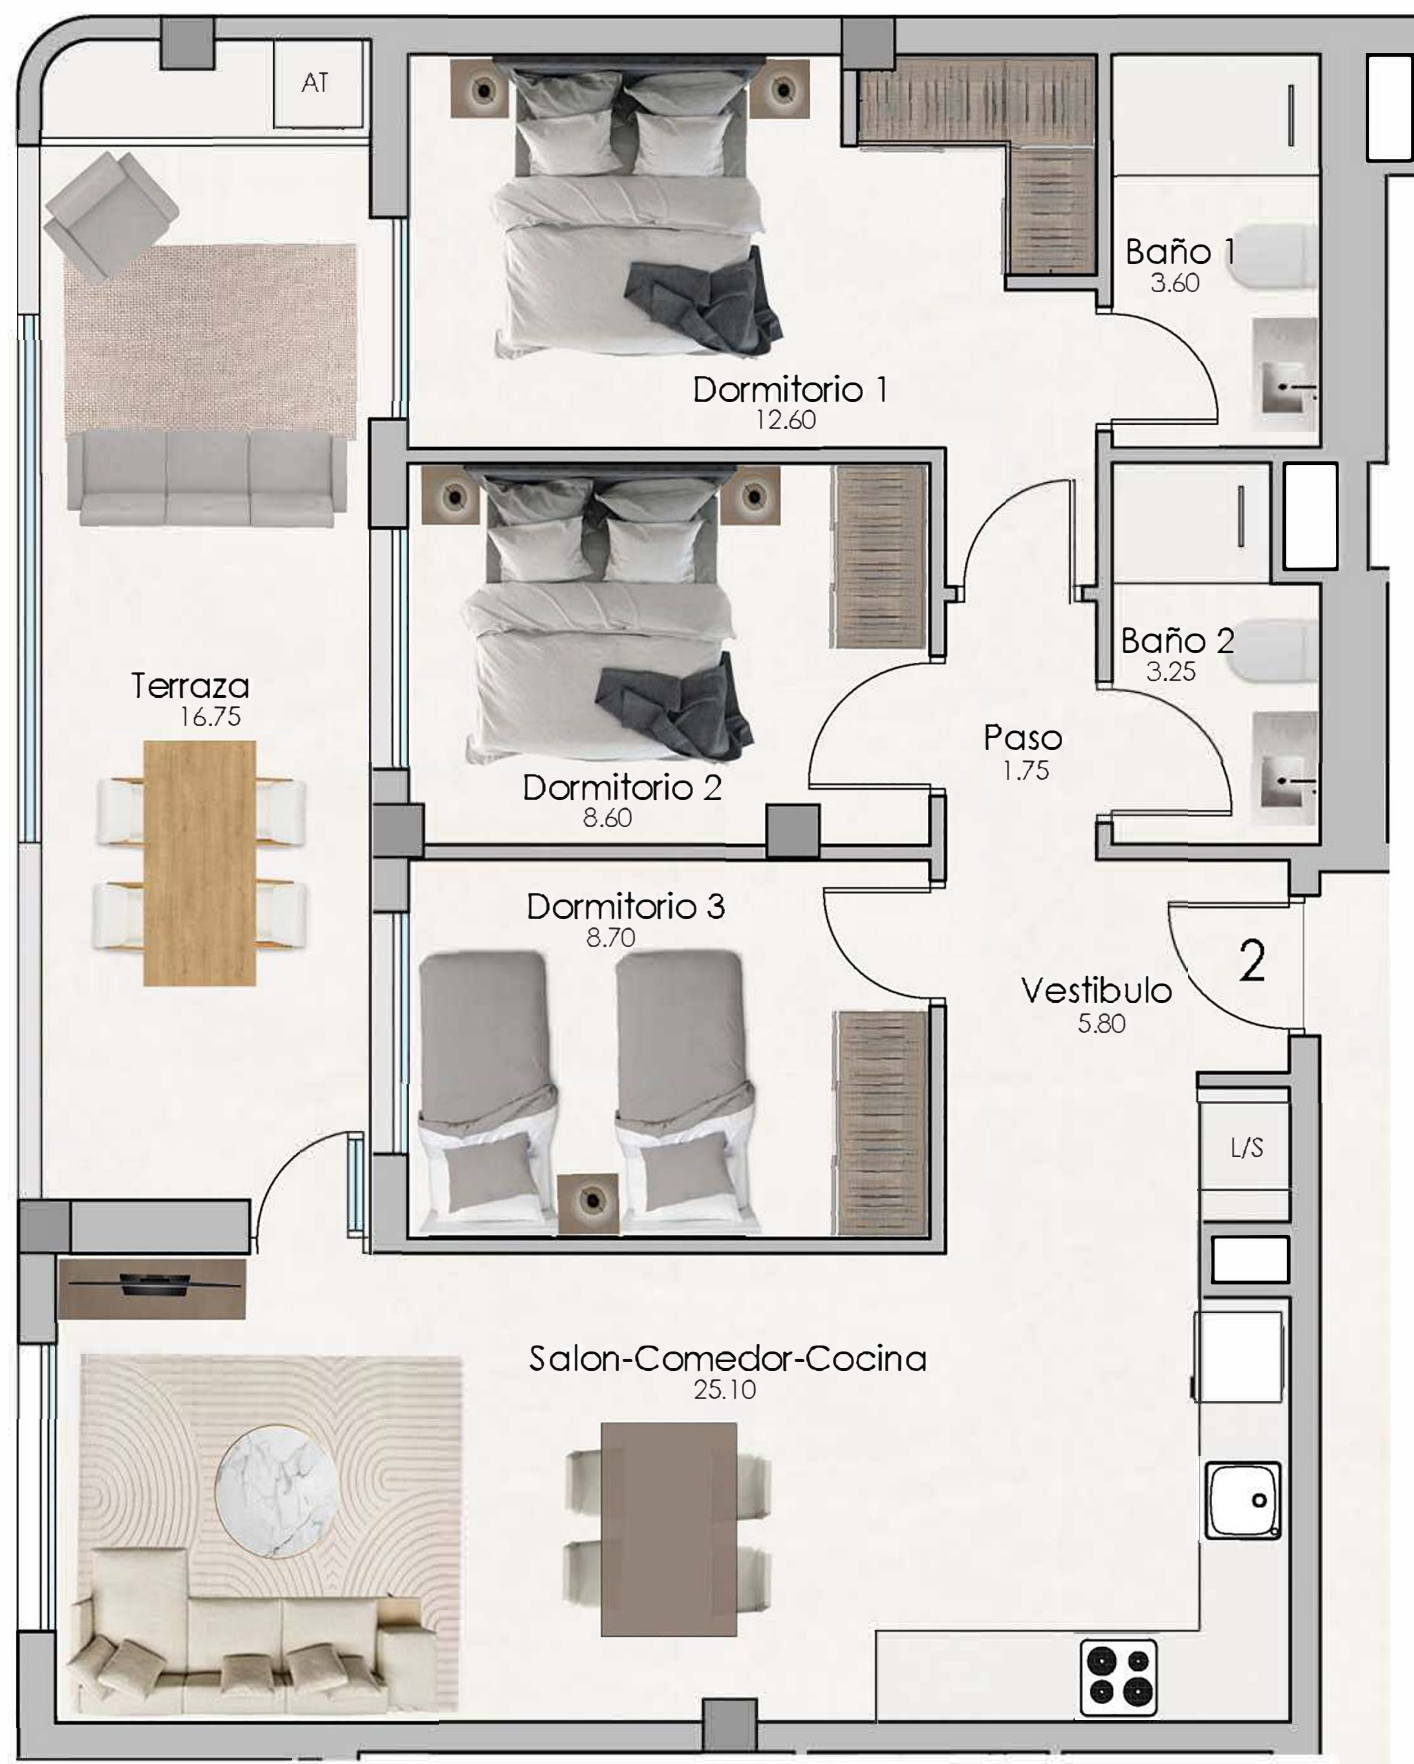 AT
Baño 1
3.60
Dormitorio 1
12.60
Baño 2
3.25
Terraza
16.75
Paso
1.75
Dormitorio 2
8.60
Dormitorio 3
8.70
2
Vestibulo
5.80
L/S
Salon-Comedor-Cocina
25.10